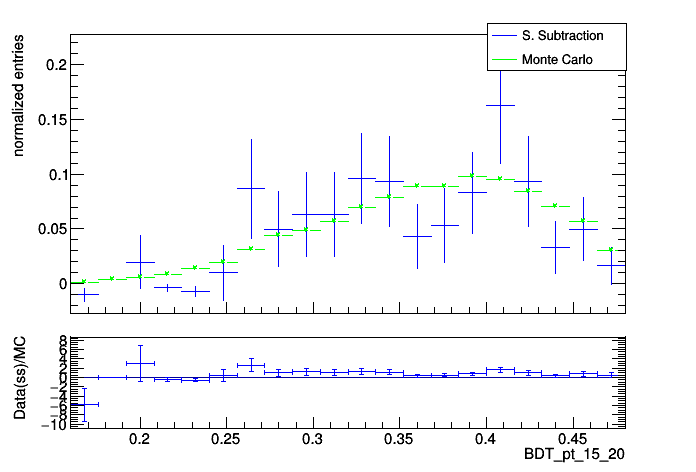 S. Subtraction
Monte Carlo
normalized entries
0.2
0.15
0.1
0.05
0
Data(ss)/MC
8
6
4
2
0
−2
−4
−6
−8
−10
0.2 0.25 0.3 0.35 0.4 0.45
BDT_pt_15_20